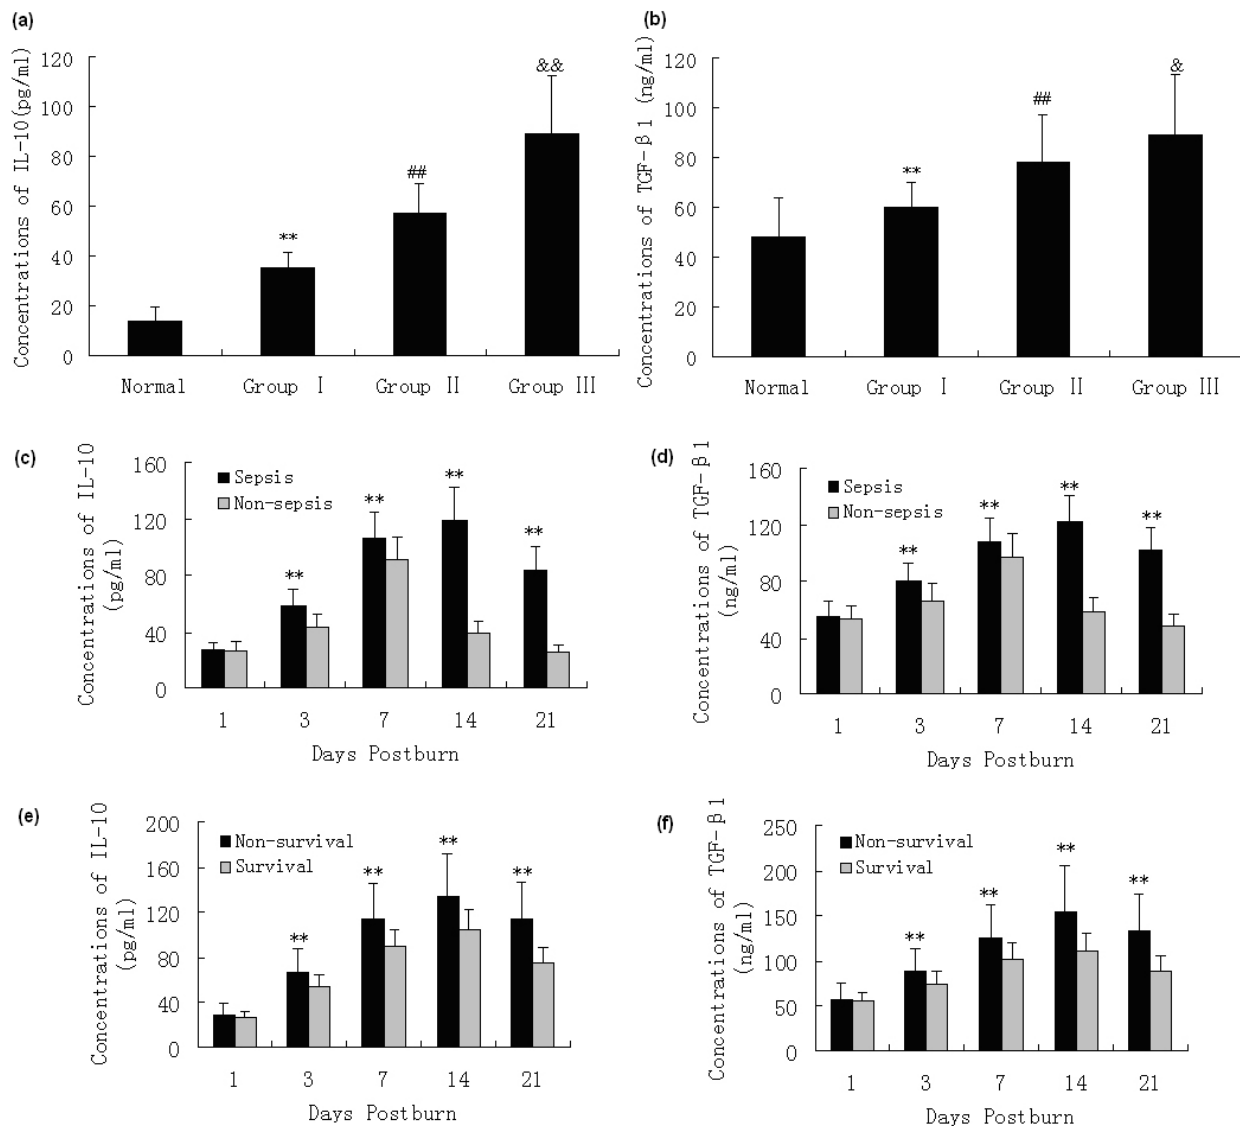 (a)
Concentrations of IL-10(pg/ml)
120
100
80
60
40
20
0
**
##
&&
Normal
Group I
Group II
Group III
(b)
Concentrations of TGF-β1 (ng/ml)
120
100
80
60
40
20
0
**
##
&
Normal
Group I
Group II
Group III
(c)
Concentrations of IL-10
(pg/ml)
160
120
80
40
0
Sepsis
Non-sepsis
**
**
**
**
1
3
7
14
21
Days Postburn
(d)
Concentrations of TGF-β1
(ng/ml)
160
120
80
40
0
Sepsis
Non-sepsis
**
**
**
**
1
3
7
14
21
Days Postburn
(e)
Concentrations of IL-10
(pg/ml)
200
160
120
80
40
0
Non-survival
Survival
**
**
**
**
1
3
7
14
21
Days Postburn
(f)
Concentrations of TGF-β1
(ng/ml)
250
200
150
100
50
0
Non-survival
Survival
**
**
**
**
1
3
7
14
21
Days Postburn